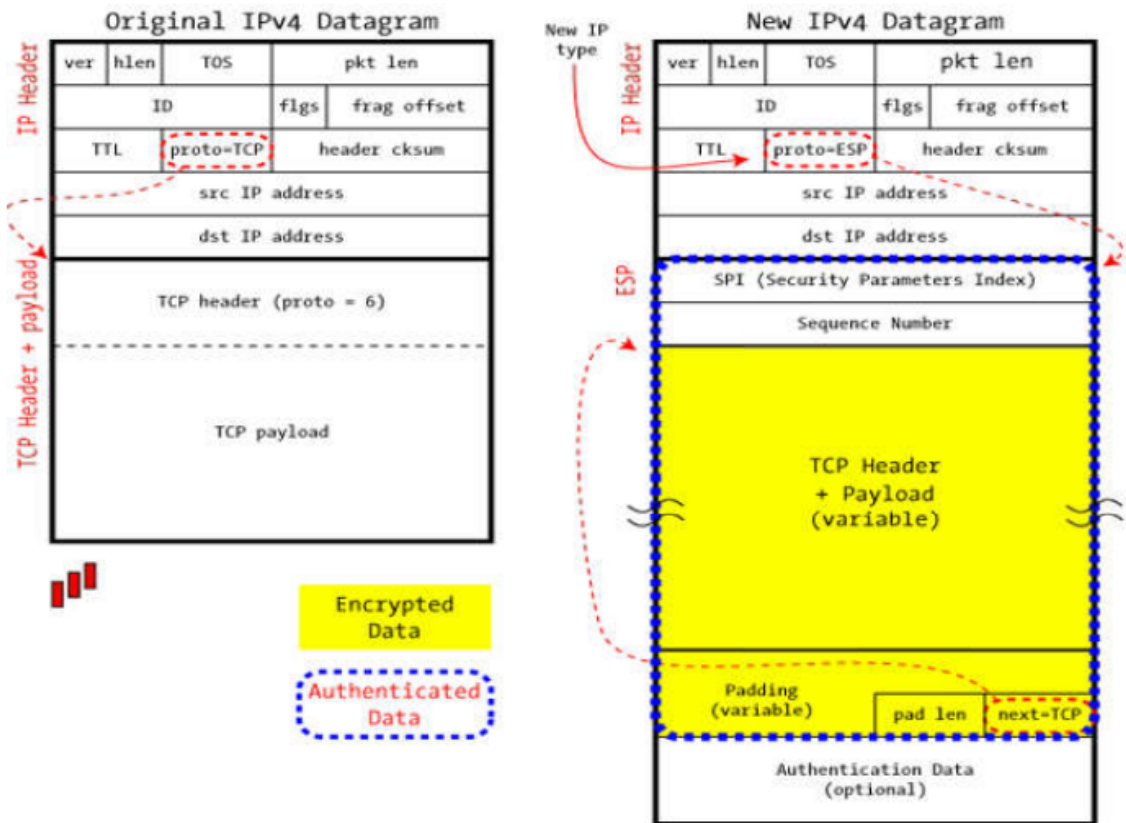 Original IPv4 Datagram
IP Header
ver hlen TOS pkt len
ID flgs frag offset
TTL proto=TCP header cksum
src IP address
dst IP address
TCP Header + payload
TCP header (proto = 6)
TCP payload
Encrypted
Data
Authenticated
Data
New IPv4 Datagram
New IP
type
IP Header
ver hlen TOS pkt len
ID flgs frag offset
TTL proto=ESP header cksum
src IP address
dst IP address
ESP
SPI (Security Parameters Index)
Sequence Number
TCP Header
+ Payload
(variable)
Padding
(variable)
pad len next=TCP
Authentication Data
(optional)